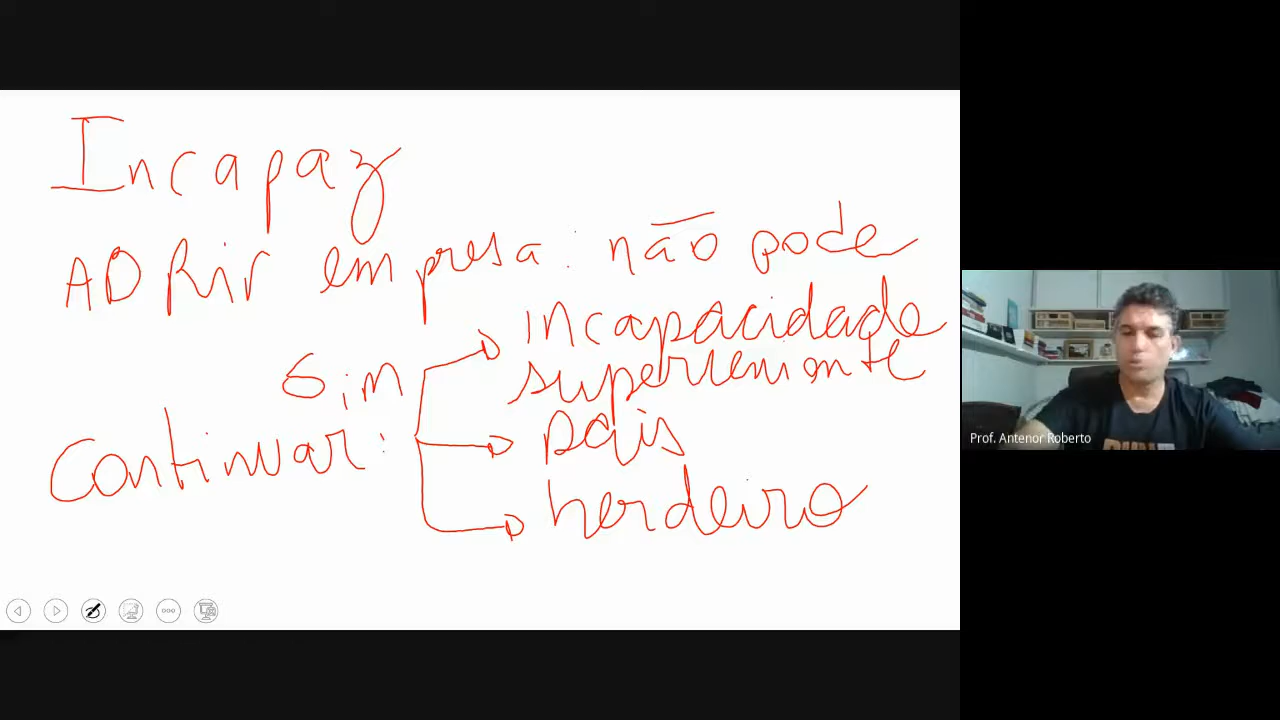 Incapaz
ABRir empresa: não pode
incapacidade
Sim
superveniente
Continuar:
pais
herdeiro
Prof. Antenor Roberto